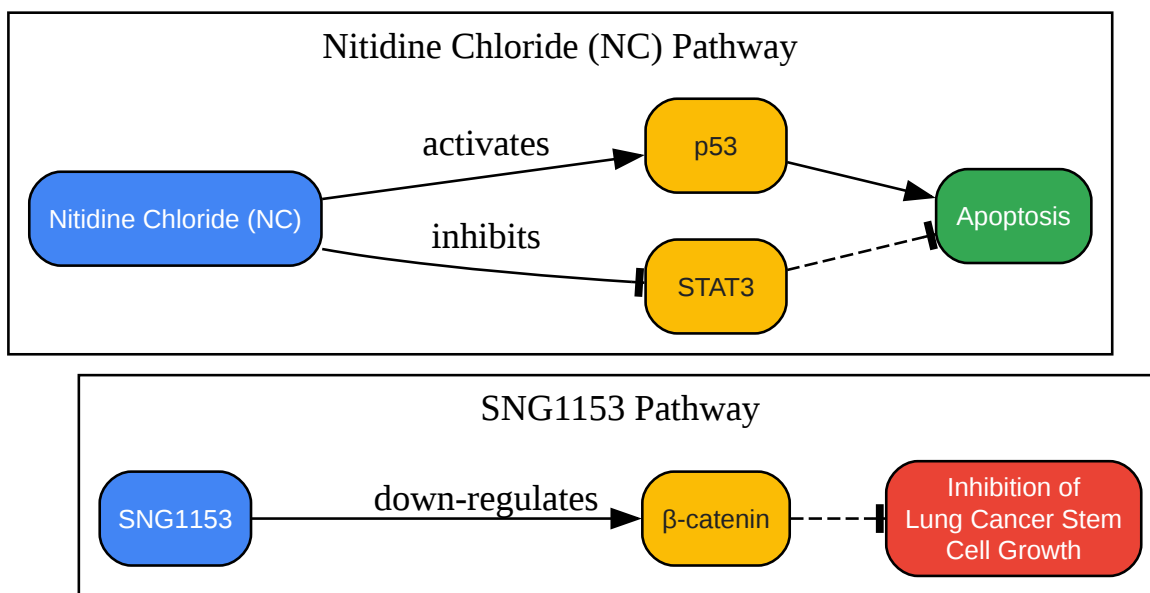 Nitidine Chloride (NC) Pathway
activates
p53
Nitidine Chloride (NC)
Apoptosis
inhibits
STAT3
SNG1153 Pathway
SNG1153
down-regulates
β-catenin
Inhibition of
Lung Cancer Stem
Cell Growth